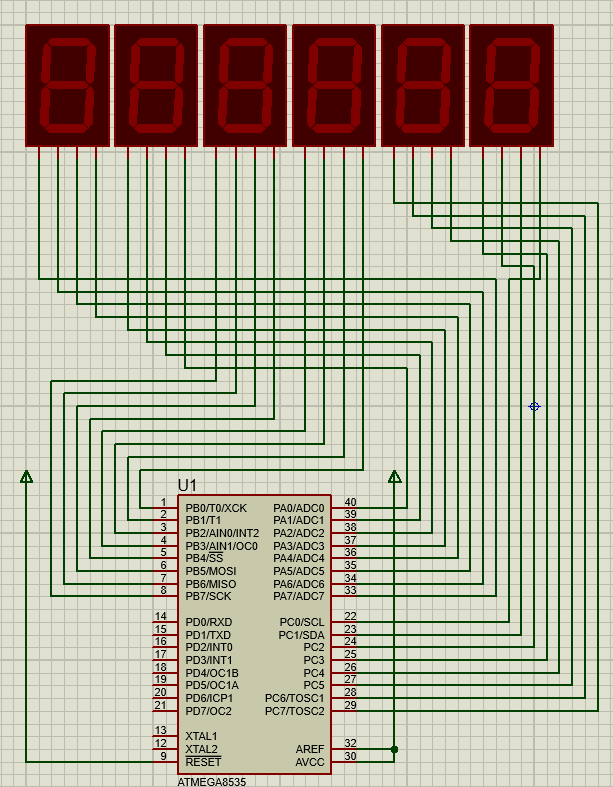 U1
1 PB0/T0/XCK PA0/ADC0 40
2 PB1/T1 PA1/ADC1 39
3 PB2/AIN0/INT2 PA2/ADC2 38
4 PB3/AIN1/OC0 PA3/ADC3 37
5 PB4/SS PA4/ADC4 36
6 PB5/MOSI PA5/ADC5 35
7 PB6/MISO PA6/ADC6 34
8 PB7/SCK PA7/ADC7 33
14 PD0/RXD PC0/SCL 22
15 PD1/TXD PC1/SDA 23
16 PD2/INT0 PC2 24
17 PD3/INT1 PC3 25
18 PD4/OC1B PC4 26
19 PD5/OC1A PC5 27
20 PD6/ICP1 PC6/TOSC1 28
21 PD7/OC2 PC7/TOSC2 29
13 XTAL1
12 XTAL2 AREF 32
9 RESET AVCC 30
ATMEGA8535